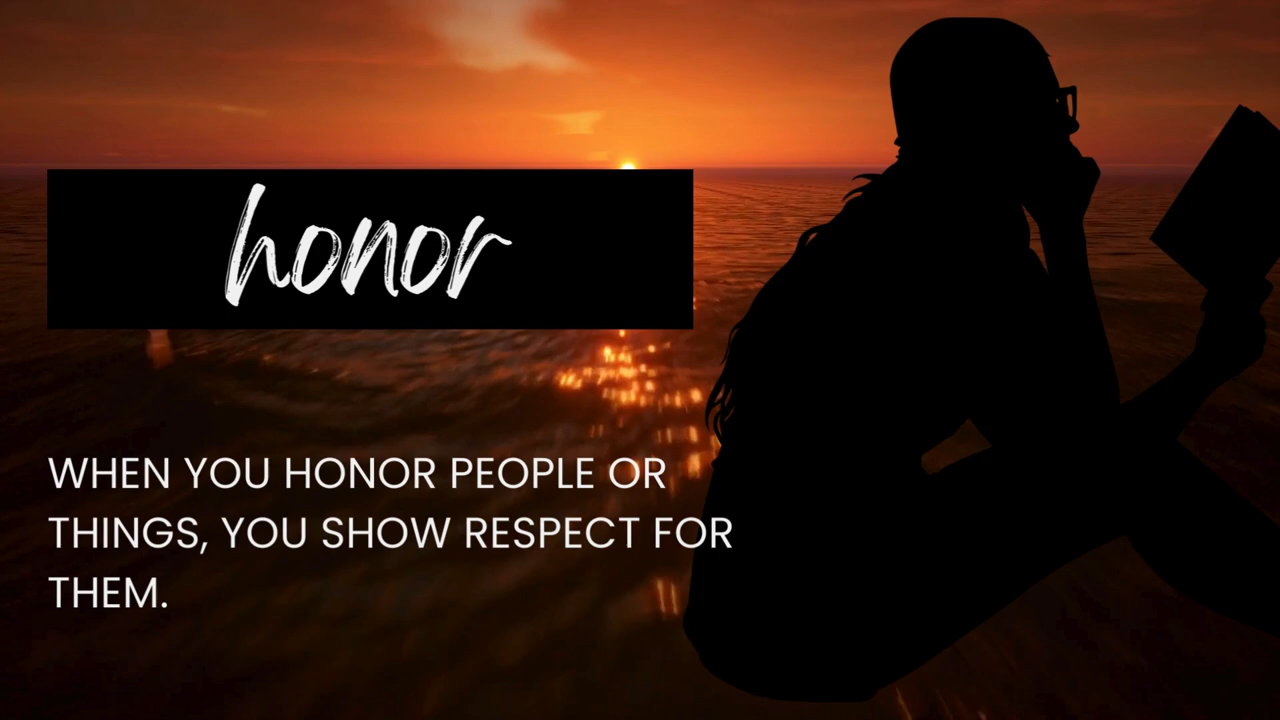 honor
WHEN YOU HONOR PEOPLE OR
THINGS, YOU SHOW RESPECT FOR
THEM.